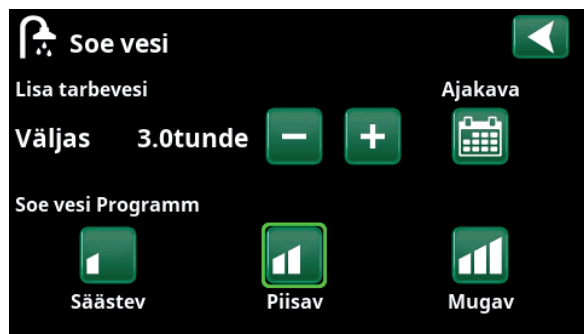 Soe vesi
Lisa tarbevesi Ajakava
Väljas 3.0tunde
Soe vesi Programm
Säästev Piisav Mugav